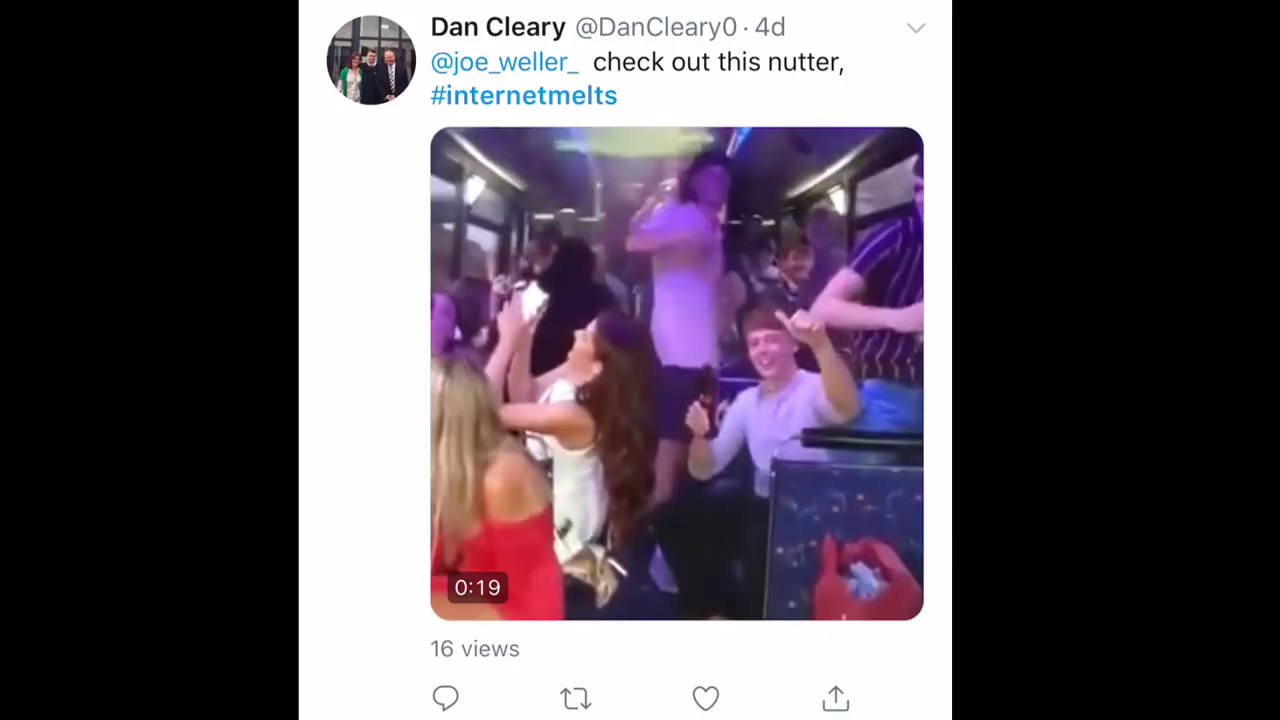 Dan Cleary @DanCleary0 · 4d
@joe_weller_ check out this nutter,
#internetmelts
0:19
16 views